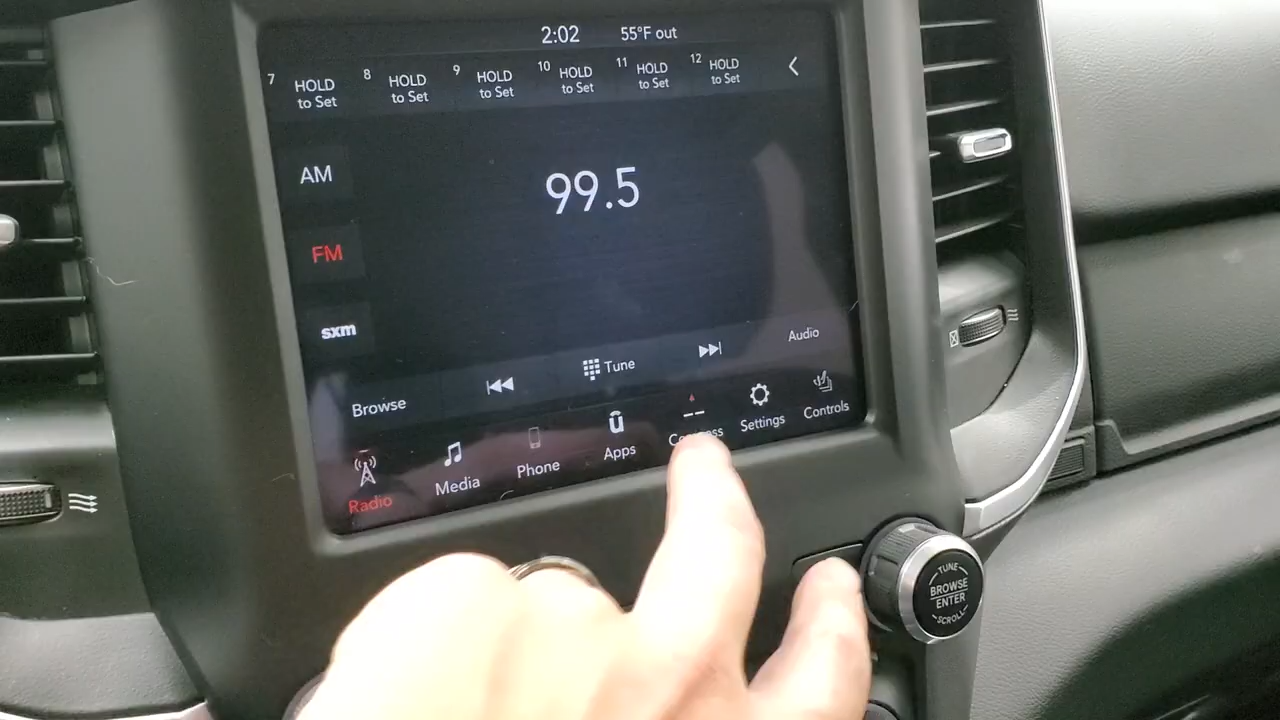 2:02 55°F out
7 HOLD to Set 8 HOLD to Set 9 HOLD to Set 10 HOLD to Set 11 HOLD to Set 12 HOLD to Set
AM
99.5
FM
sxm
Browse Tune Audio
Radio Media Phone Apps -- Settings Controls
TUNE
BROWSE
ENTER
SCROLL